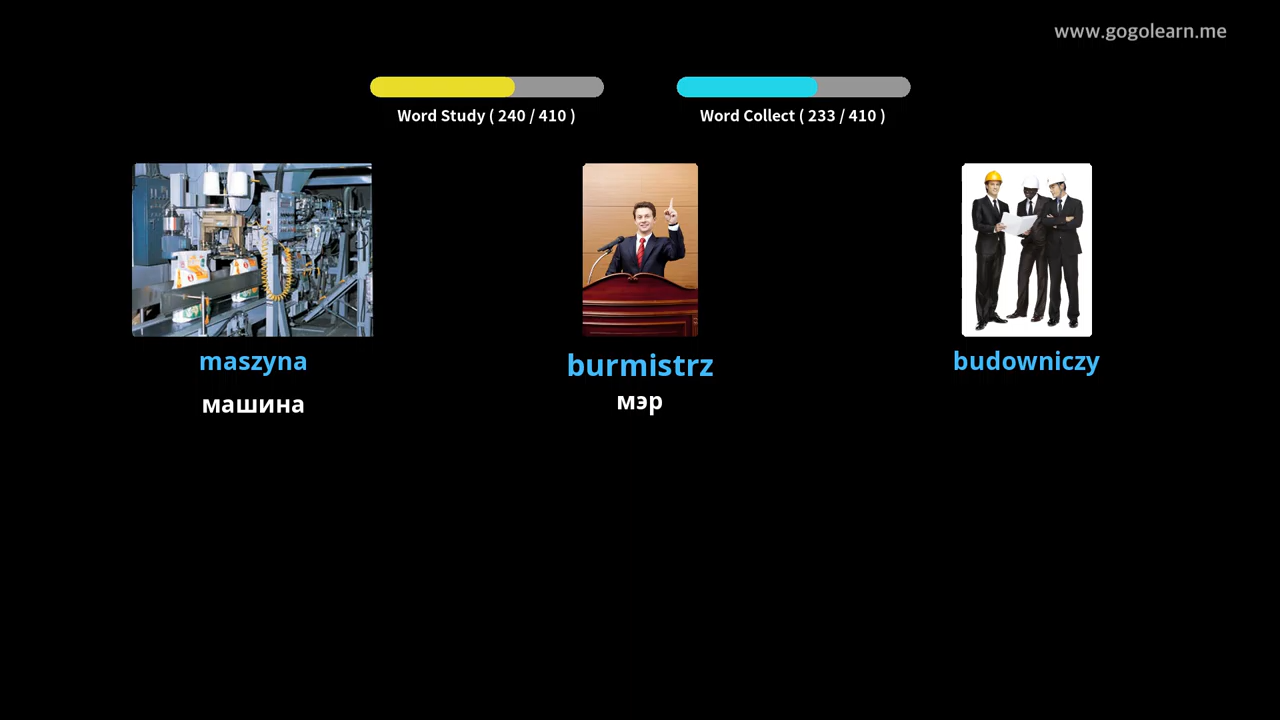 www.gogolearn.me
Word Study ( 240 / 410 )
Word Collect ( 233 / 410 )
maszyna
машина
burmistrz
мэр
budowniczy